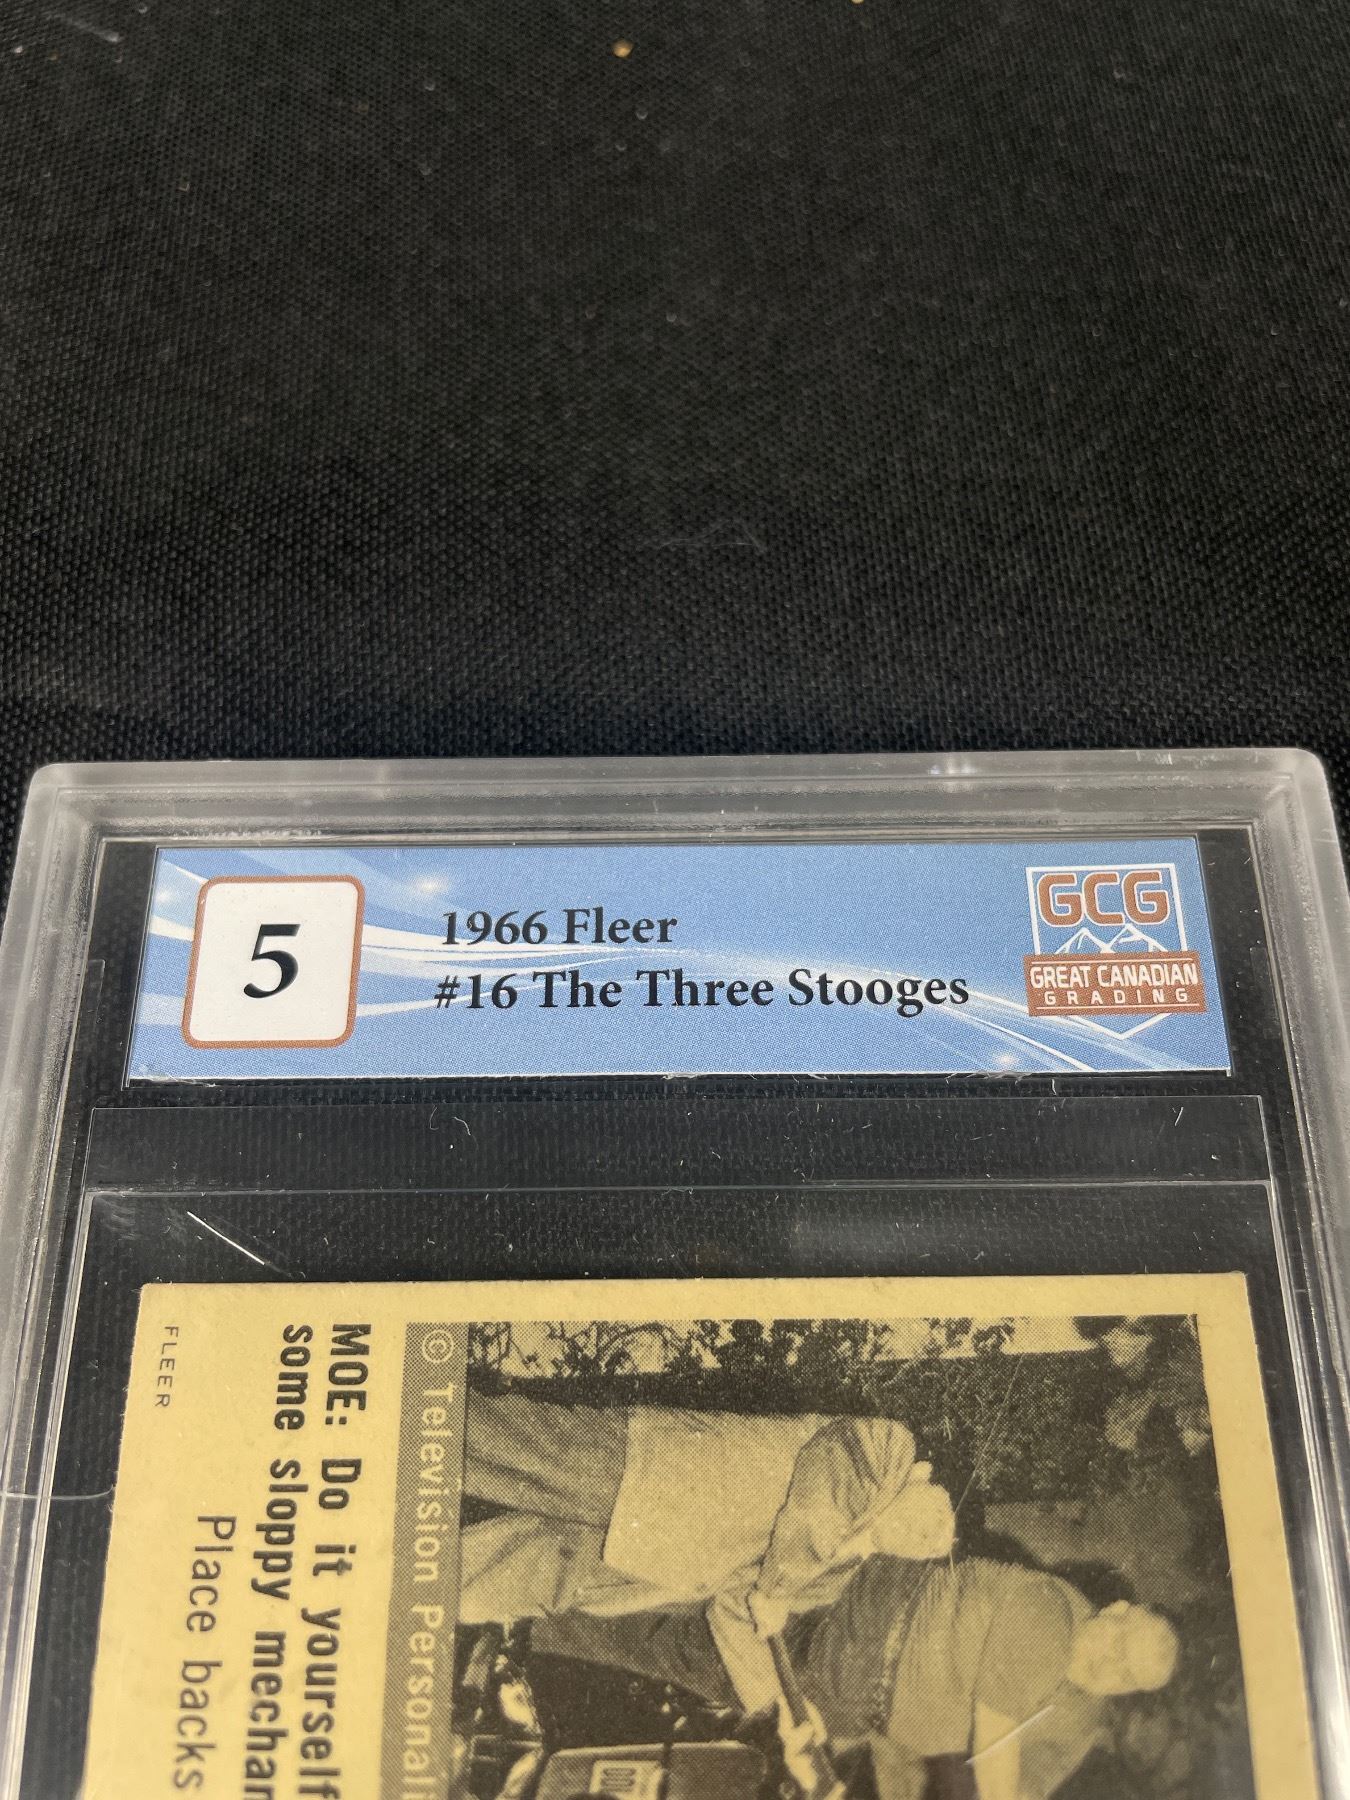 5
1966 Fleer
#16 The Three Stooges
GCG
GREAT CANADIAN
GRADING
© Television Personali
MOE: Do it yourself
some sloppy mechan
Place backs
FLEER